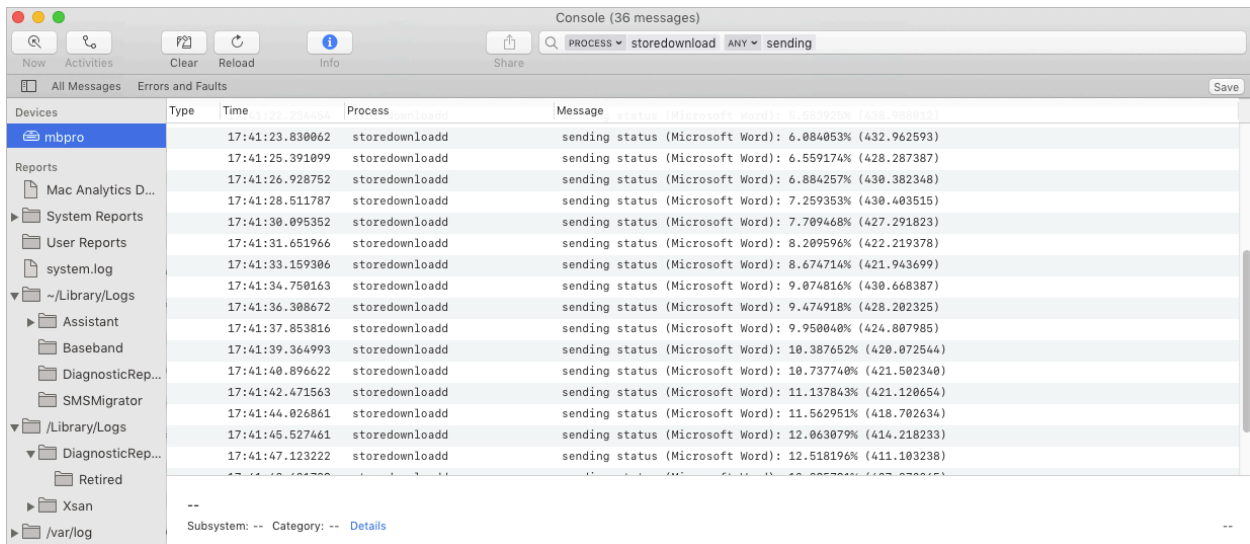 Console (36 messages)
Now Activities Clear Reload Info Share PROCESS storedownload ANY sending
All Messages Errors and Faults Save
Devices
mbpro
Reports
Mac Analytics D...
System Reports
User Reports
system.log
~/Library/Logs
Assistant
Baseband
DiagnosticRep...
SMSMigrator
/Library/Logs
DiagnosticRep...
Retired
Xsan
/var/log
Type Time Process Message
17:41:23.830062 storedownloadd sending status (Microsoft Word): 6.084053% (432.962593)
17:41:25.391099 storedownloadd sending status (Microsoft Word): 6.559174% (428.287387)
17:41:26.928752 storedownloadd sending status (Microsoft Word): 6.884257% (430.382348)
17:41:28.511787 storedownloadd sending status (Microsoft Word): 7.259353% (430.403515)
17:41:30.095352 storedownloadd sending status (Microsoft Word): 7.709468% (427.291823)
17:41:31.651966 storedownloadd sending status (Microsoft Word): 8.209596% (422.219378)
17:41:33.159306 storedownloadd sending status (Microsoft Word): 8.674714% (421.943699)
17:41:34.750163 storedownloadd sending status (Microsoft Word): 9.074816% (430.668387)
17:41:36.308672 storedownloadd sending status (Microsoft Word): 9.474918% (428.202325)
17:41:37.853816 storedownloadd sending status (Microsoft Word): 9.950040% (424.807985)
17:41:39.364993 storedownloadd sending status (Microsoft Word): 10.387652% (420.072544)
17:41:40.896622 storedownloadd sending status (Microsoft Word): 10.737740% (421.502340)
17:41:42.471563 storedownloadd sending status (Microsoft Word): 11.137843% (421.120654)
17:41:44.026861 storedownloadd sending status (Microsoft Word): 11.562951% (418.702634)
17:41:45.527461 storedownloadd sending status (Microsoft Word): 12.063079% (414.218233)
17:41:47.123222 storedownloadd sending status (Microsoft Word): 12.518196% (411.103238)
--
Subsystem: -- Category: -- Details --